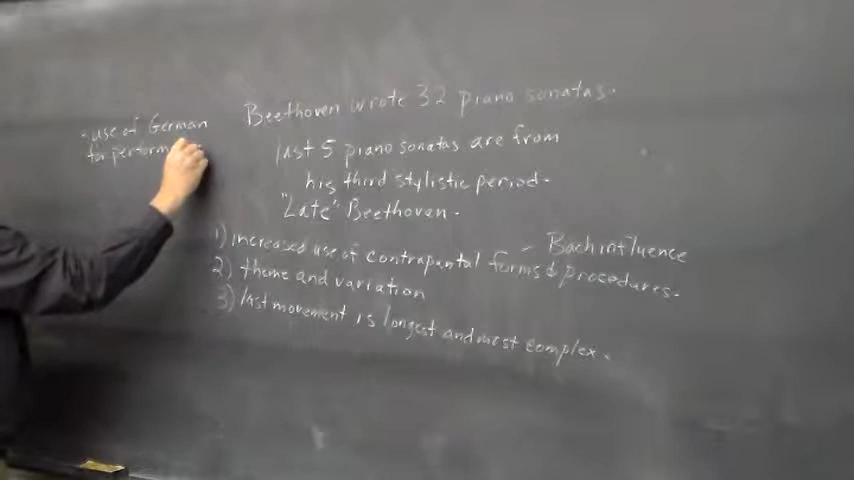 -use of German
for perform
Beethoven wrote 32 piano sonatas.
last 5 piano sonatas are from
his third stylistic period.
"Late" Beethoven.
- Bach influence
1) increased use of contrapuntal forms & procedures.
2) theme and variation
3) last movement is longest and most complex.